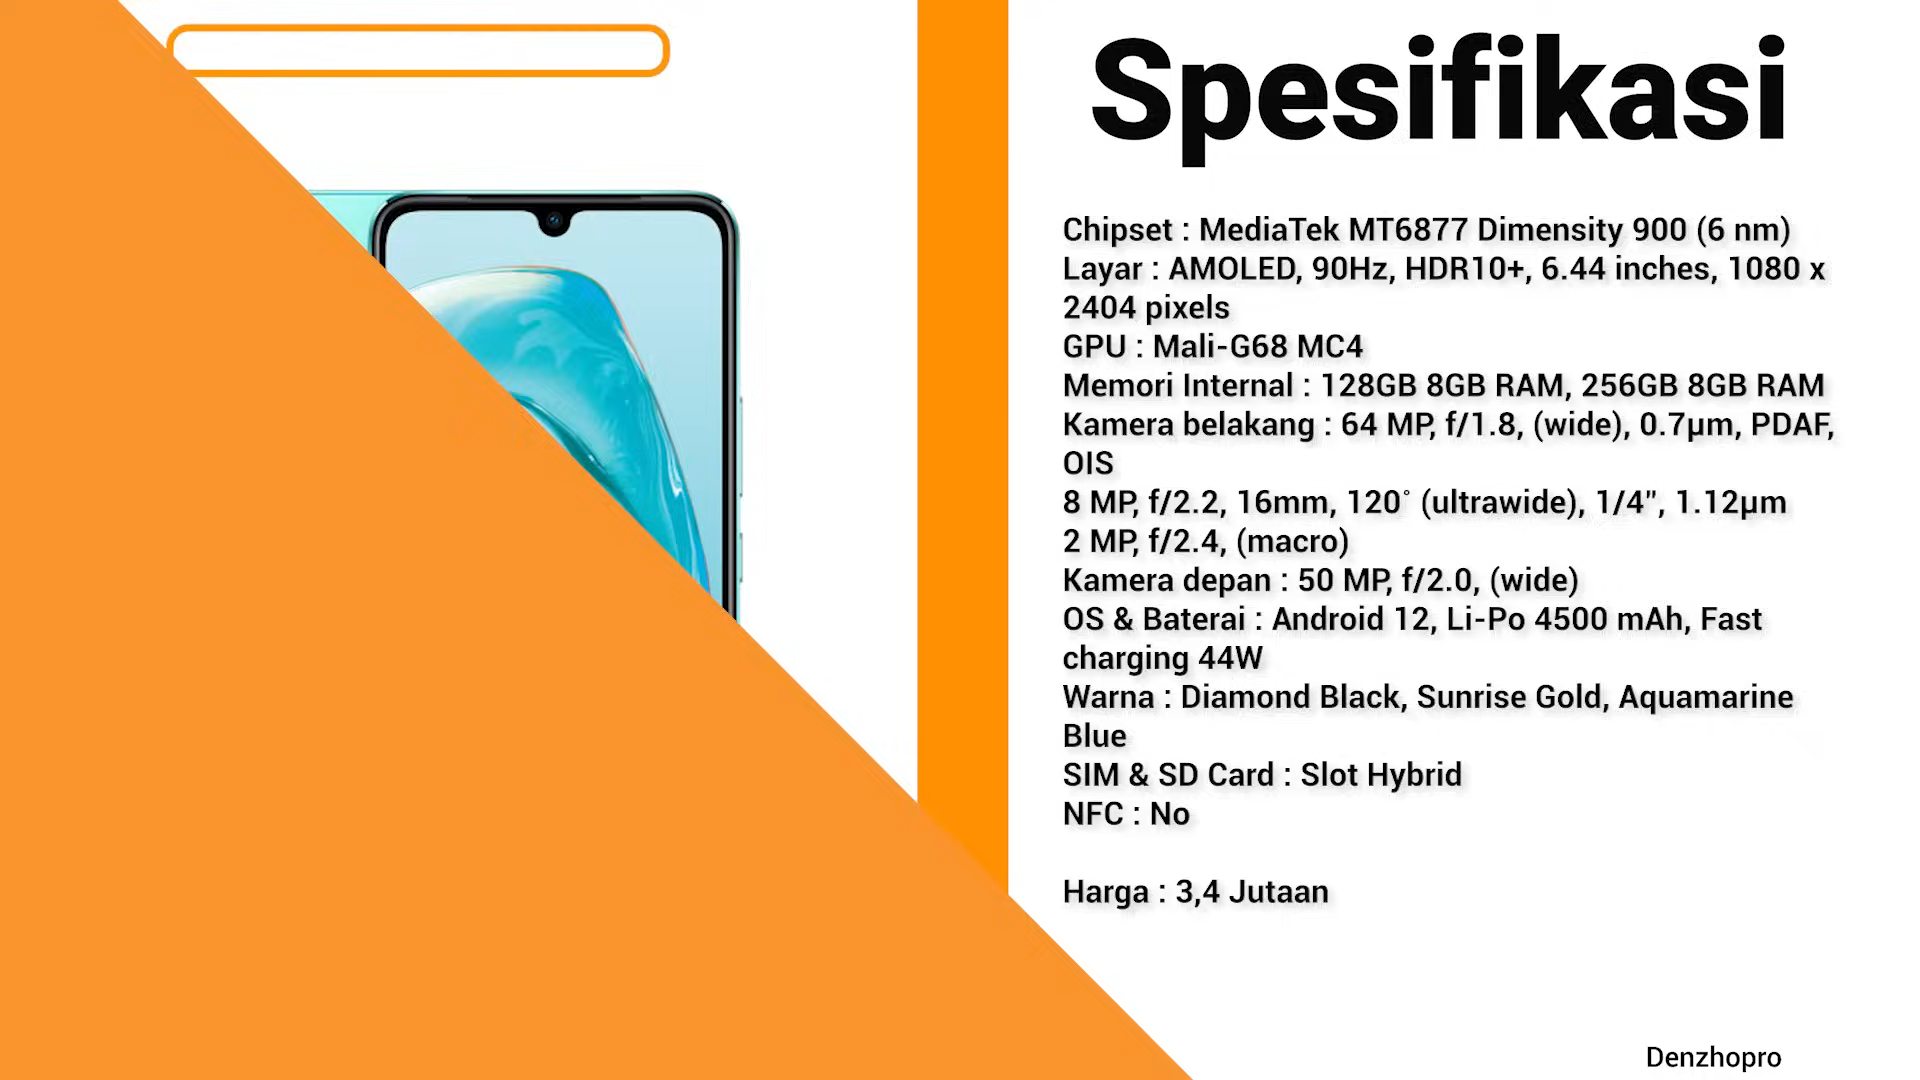 Spesifikasi
Chipset : MediaTek MT6877 Dimensity 900 (6 nm)
Layar : AMOLED, 90Hz, HDR10+, 6.44 inches, 1080 x
2404 pixels
GPU : Mali-G68 MC4
Memori Internal : 128GB 8GB RAM, 256GB 8GB RAM
Kamera belakang : 64 MP, f/1.8, (wide), 0.7µm, PDAF,
OIS
8 MP, f/2.2, 16mm, 120˚ (ultrawide), 1/4", 1.12µm
2 MP, f/2.4, (macro)
Kamera depan : 50 MP, f/2.0, (wide)
OS & Baterai : Android 12, Li-Po 4500 mAh, Fast
charging 44W
Warna : Diamond Black, Sunrise Gold, Aquamarine
Blue
SIM & SD Card : Slot Hybrid
NFC : No
Harga : 3,4 Jutaan
Denzhopro